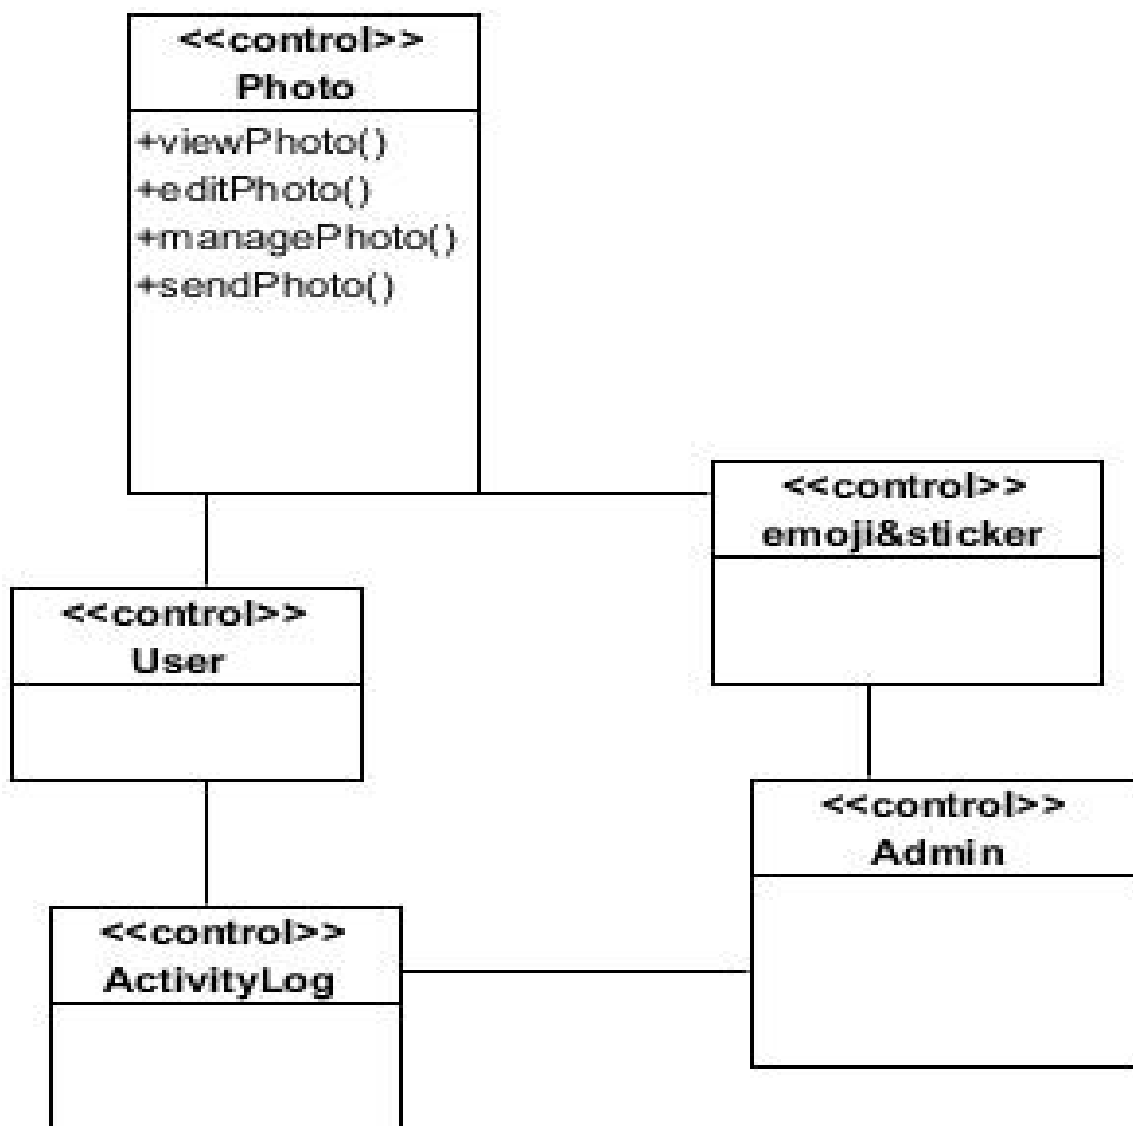 <<control>>
Photo
+viewPhoto()
+editPhoto()
+managePhoto()
+sendPhoto()
<<control>>
emoji&sticker
<<control>>
User
<<control>>
Admin
<<control>>
ActivityLog